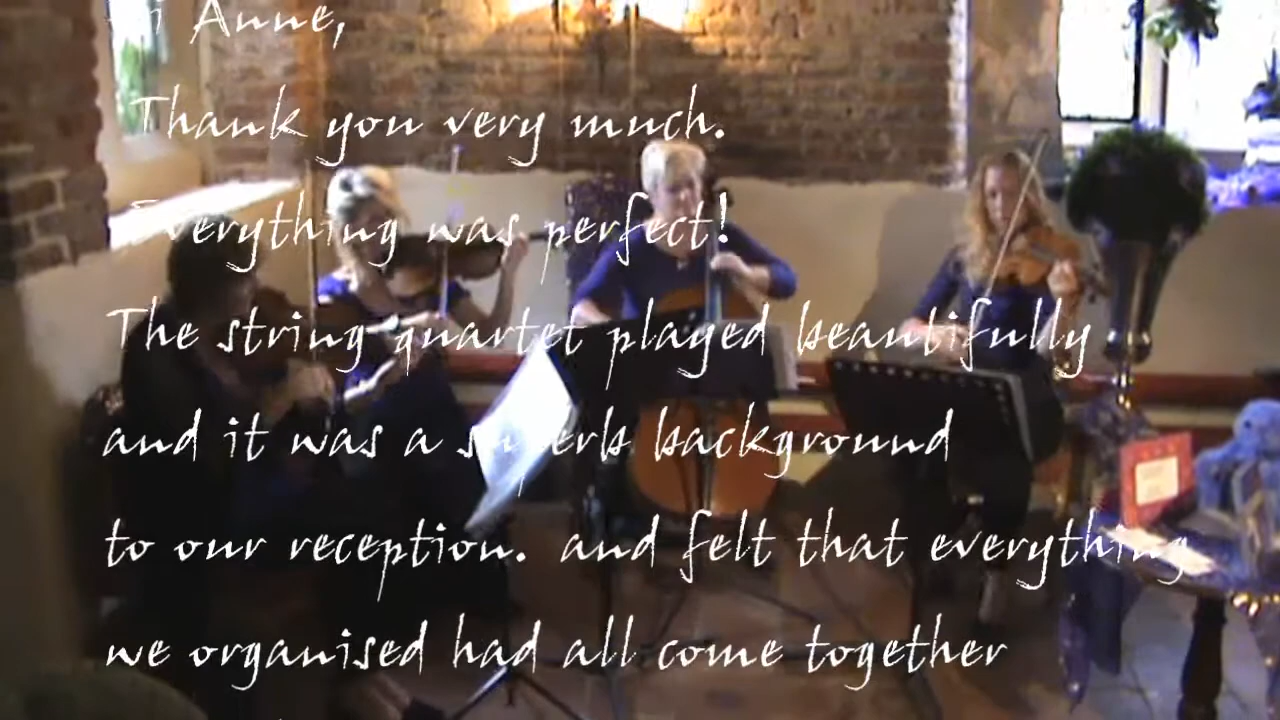 Hi Anne,
Thank you very much.
Everything was perfect!
The string quartet played beautifully
and it was a superb background
to our reception. and felt that everything
we organised had all come together